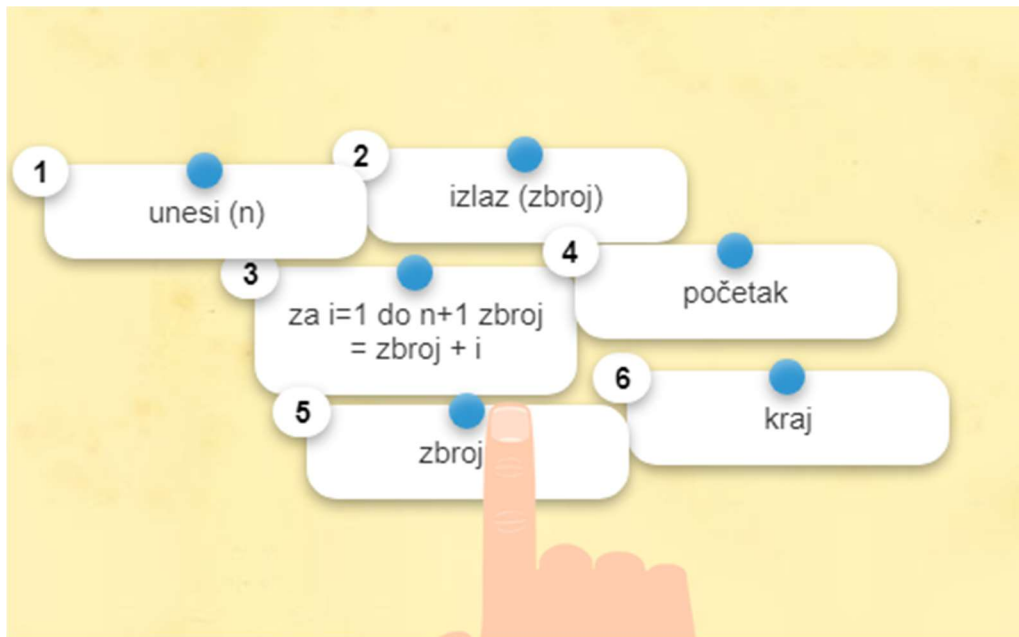 1
unesi (n)
2
izlaz (zbroj)
3
za i=1 do n+1 zbroj
= zbroj + i
4
početak
5
zbroj
6
kraj